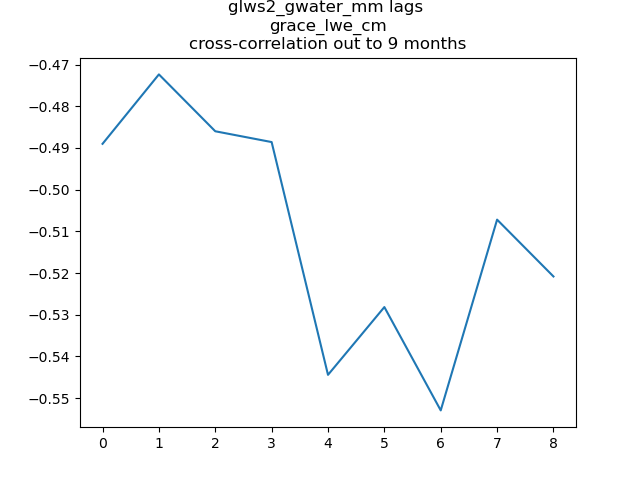 glws2_gwater_mm lags
grace_lwe_cm
cross-correlation out to 9 months
−0.47
−0.48
−0.49
−0.50
−0.51
−0.52
−0.53
−0.54
−0.55
0 1 2 3 4 5 6 7 8